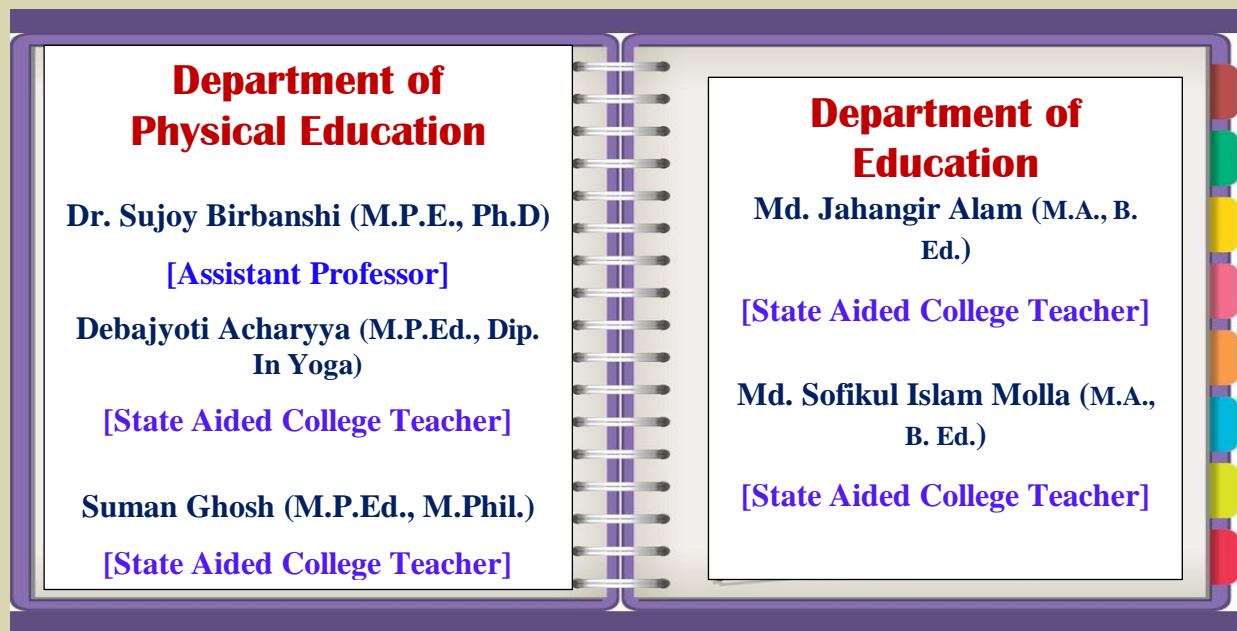 Department of
Physical Education
Dr. Sujoy Birbanshi (M.P.E., Ph.D)
[Assistant Professor]
Debajyoti Acharyya (M.P.Ed., Dip.
In Yoga)
[State Aided College Teacher]
Suman Ghosh (M.P.Ed., M.Phil.)
[State Aided College Teacher]
Department of
Education
Md. Jahangir Alam (M.A., B.
Ed.)
[State Aided College Teacher]
Md. Sofikul Islam Molla (M.A.,
B. Ed.)
[State Aided College Teacher]